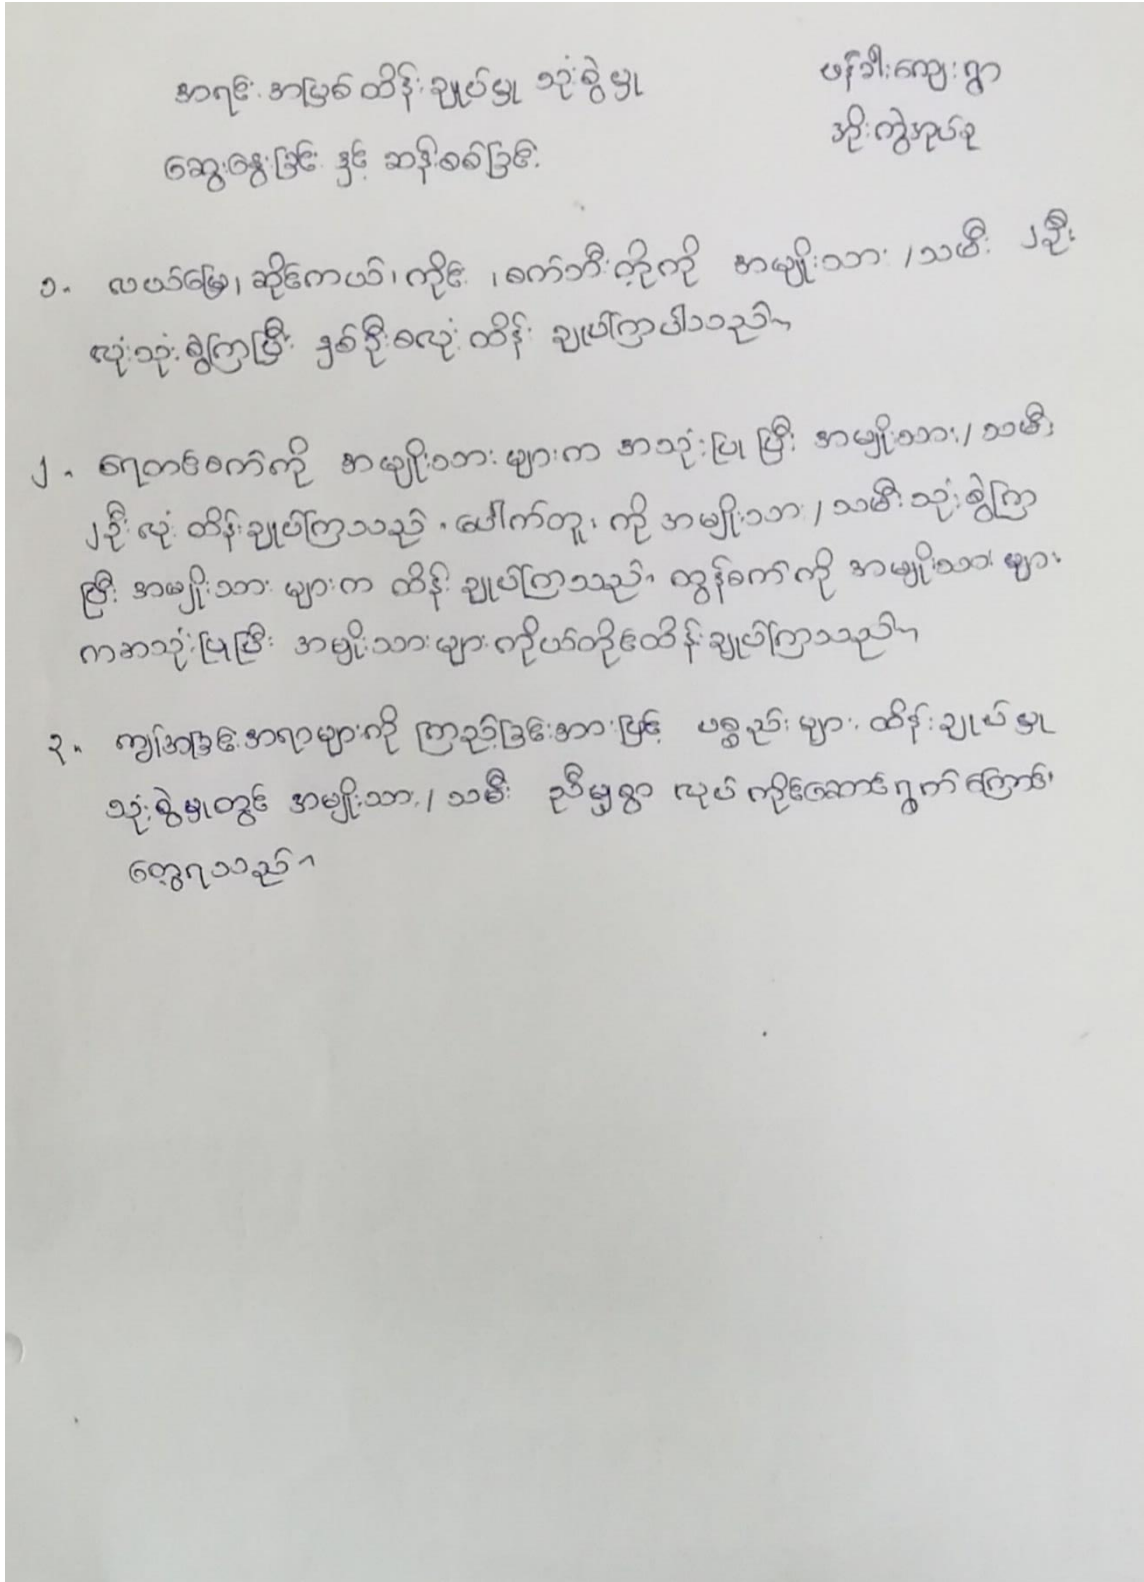 အရင်းအမြစ်ထိန်းချုပ်မှု သုံးစွဲမှု
ဖန်ခါးကျေးရွာ
ဆွေးနွေးခြင်း နှင့် ဆန်းစစ်ခြင်း
အိုးကွဲအုပ်စု
၁။ လယ်မြေ၊ ဆိုင်ကယ်၊ ကိုင်း ၊စက်ဘီးတို့ကို အမျိုးသား /သမီး ၂ဦး
လုံးသုံးစွဲကြပြီး နှစ်ဦးစလုံးထိန်း ချုပ်ကြပါသည်။
၂။ ရေတင်စက်ကို အမျိုးသားများက အသုံးပြု ပြီး အမျိုးသား/သမီး
၂ဦးလုံး ထိန်းချုပ်ကြသည်။ ပေါက်တူး ကို အမျိုးသား/သမီးသုံးစွဲကြ
ပြီး အမျိုးသား များက ထိန်းချုပ်ကြသည်။ ထွန်စက်ကို အမျိုးသား များ
ကအသုံးပြုပြီး အမျိုးသားများကိုယ်တိုင်ထိန်းချုပ်ကြသည်။
၃။ ကျန်အခြင်းအရာများကို ကြည့်ခြင်းအားဖြင့် ပစ္စည်းများ ထိန်းချုပ်မှု
သုံးစွဲမှုတွင် အမျိုးသား/သမီး ညီမျှစွာ လုပ်ကိုင်ဆောင်ရွက်ကြောင်း
တွေ့ရသည်။